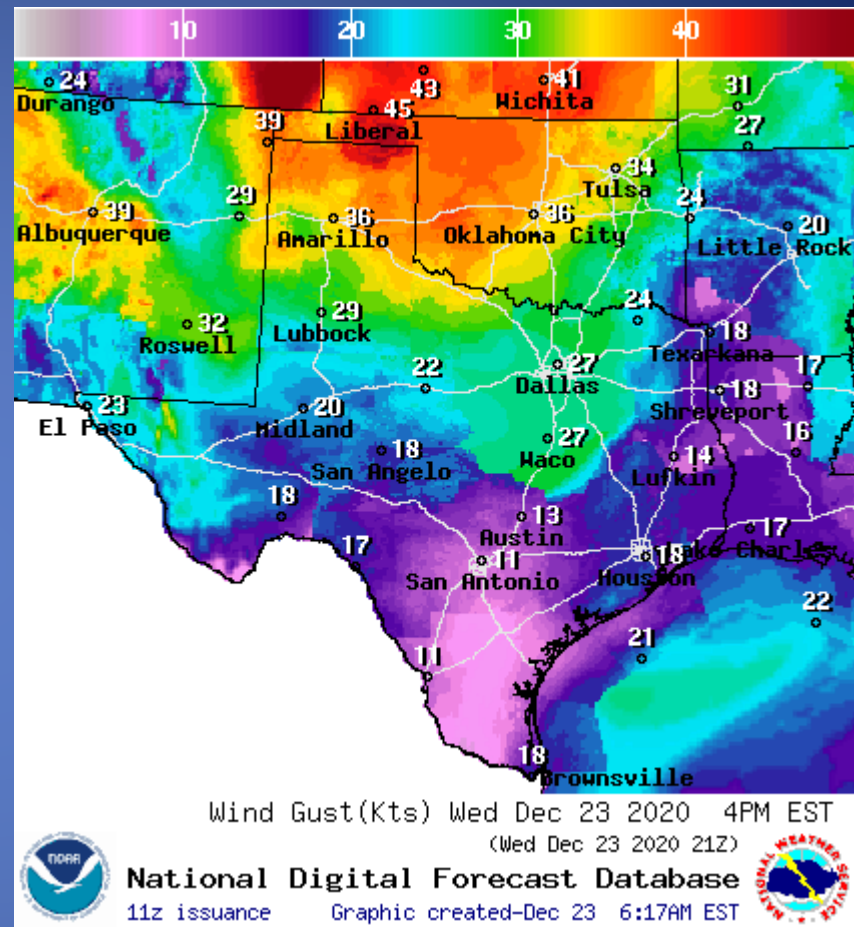 10 20 30 40
24
Durango
43
41
Wichita
45
Liberal
31
39
27
34
Tulsa
39
Albuquerque
29
36
Amarillo
36
Oklahoma City
24
20
Little Rock
32
Roswell
29
Lubbock
24
18
Texarkana
22
27
Dallas
17
18
Shreveport
23
El Paso
20
Midland
18
San Angelo
27
Waco
14
Lufkin
16
18
13
Austin
17
Charles
17
11
San Antonio
18
Houston
22
21
11
18
Brownsville
Wind Gust(Kts) Wed Dec 23 2020 4PM EST
(Wed Dec 23 2020 21Z)
NOAA
National Digital Forecast Database
11z issuance Graphic created-Dec 23 6:17AM EST
NATIONAL WEATHER SERVICE